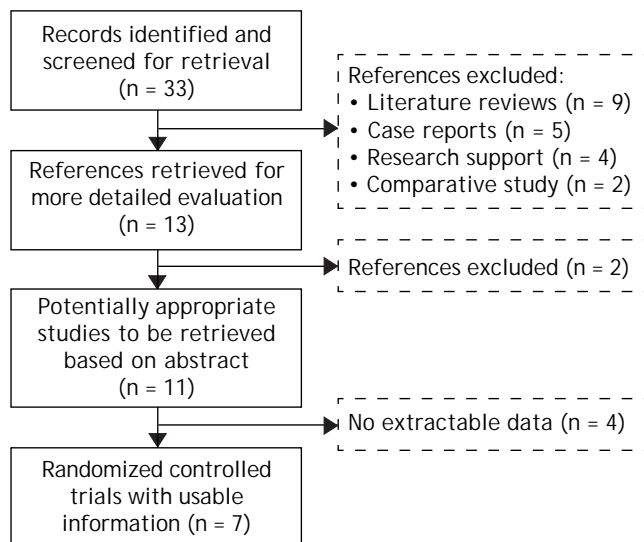 Records identified and
screened for retrieval
(n = 33)
References excluded:
• Literature reviews (n = 9)
• Case reports (n = 5)
• Research support (n = 4)
• Comparative study (n = 2)
References retrieved for
more detailed evaluation
(n = 13)
References excluded (n = 2)
Potentially appropriate
studies to be retrieved
based on abstract
(n = 11)
No extractable data (n = 4)
Randomized controlled
trials with usable
information (n = 7)